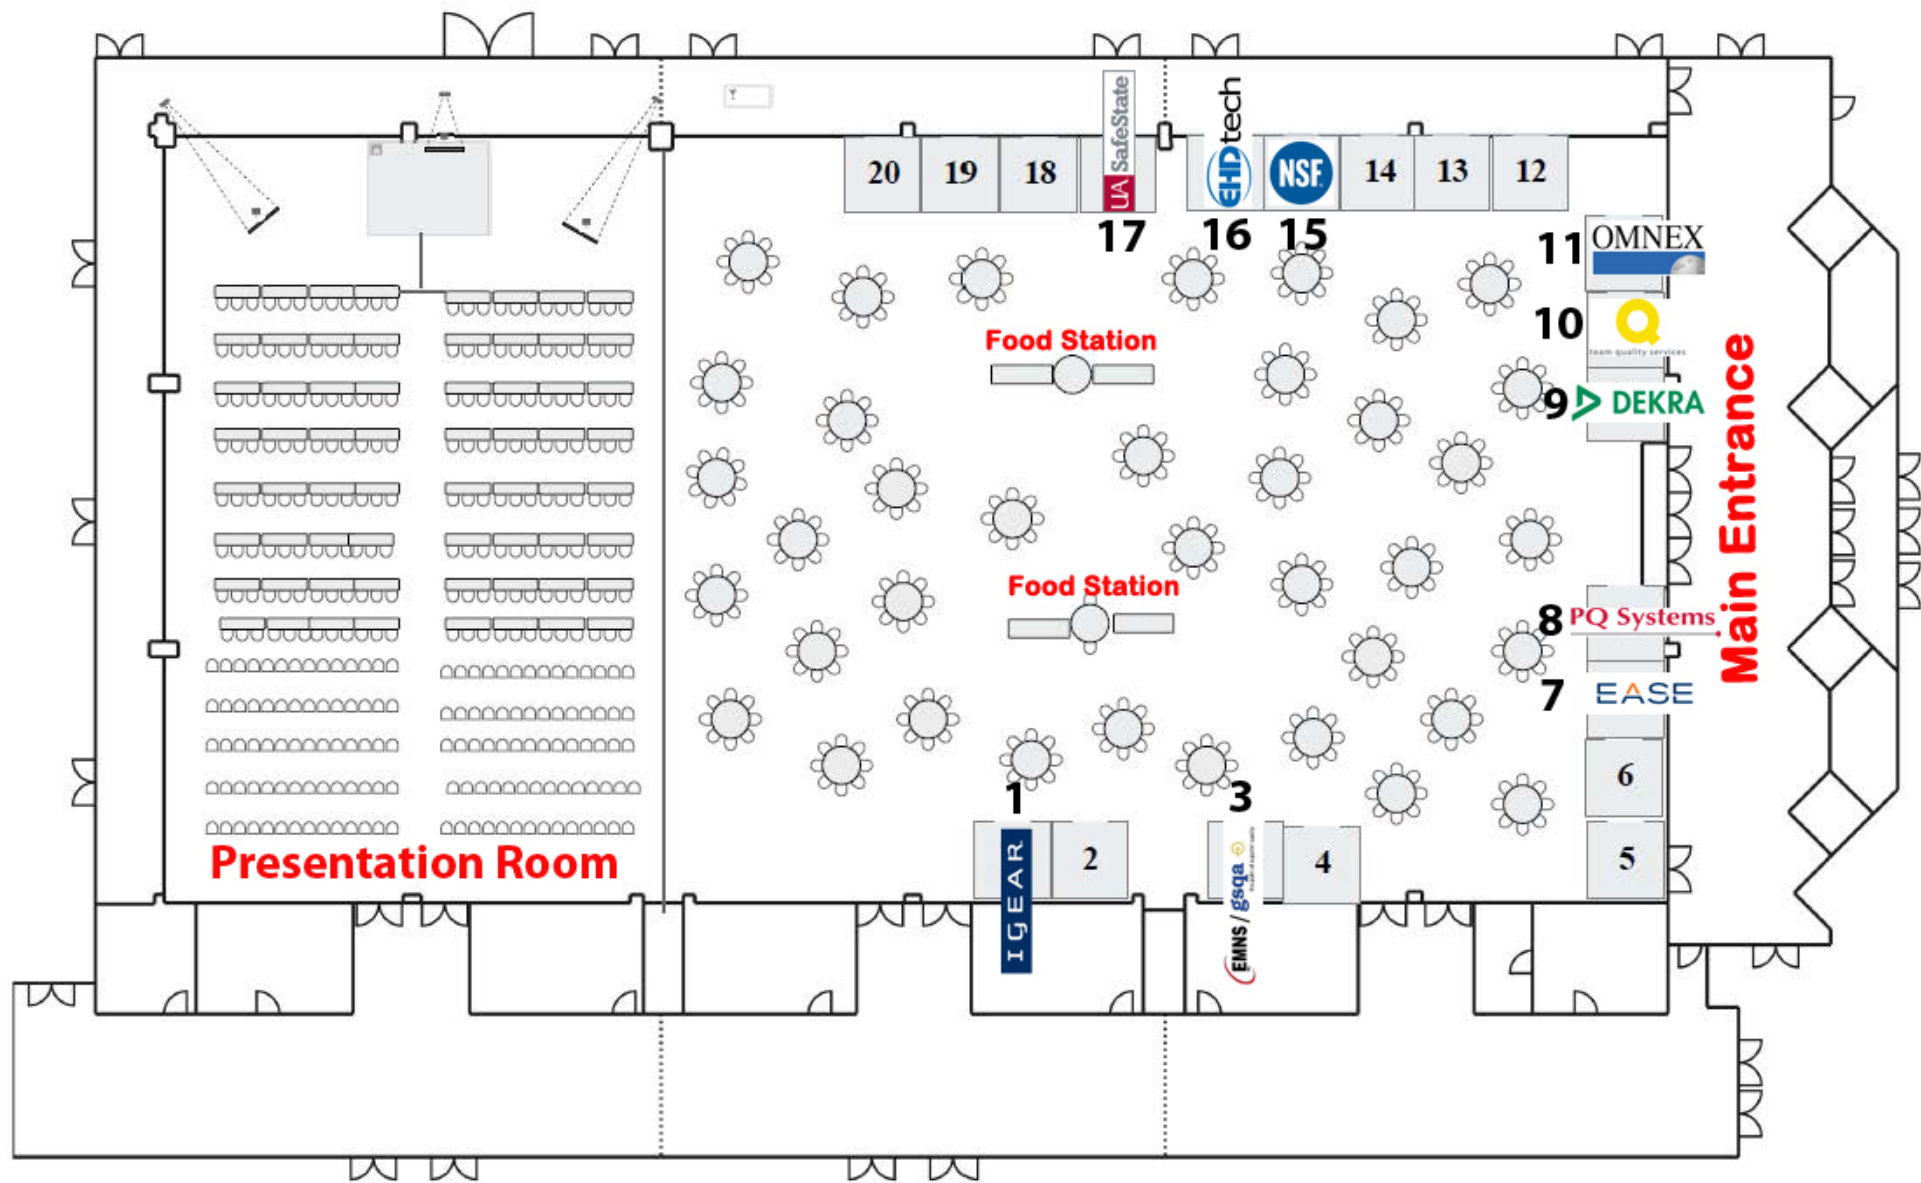 UA SafeState
EHD tech
NSF
20
19
18
14
13
12
17
16
15
11
OMNEX
10
team quality services
Food Station
9
DEKRA
Main Entrance
Food Station
8
PQ Systems
7
EASE
6
1
3
Presentation Room
IGEAR
2
EMNS/gsqa
4
5